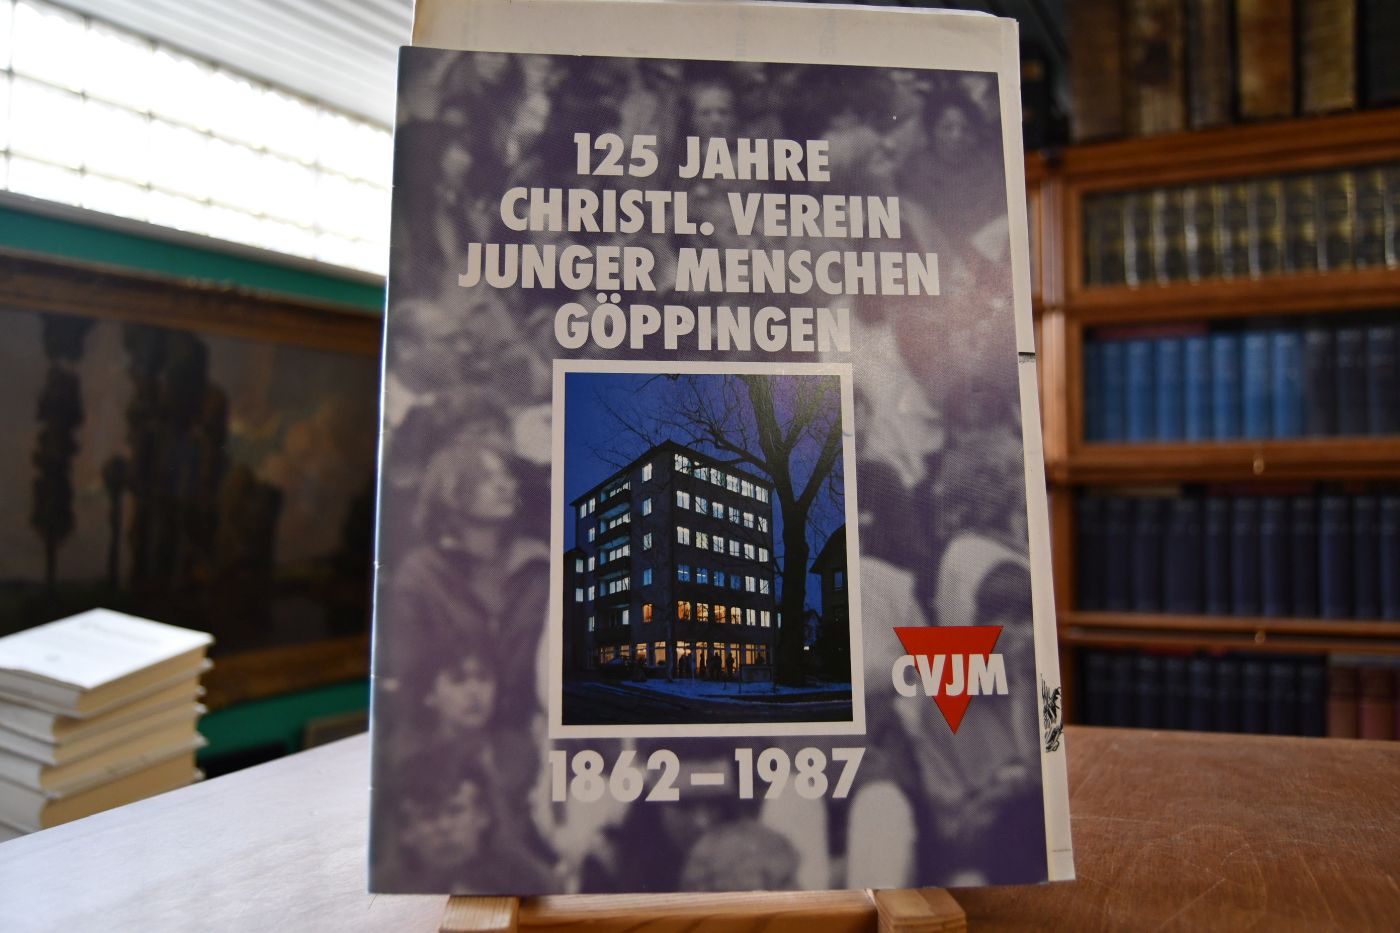 125 JAHRE
CHRISTL. VEREIN
JUNGER MENSCHEN
GÖPPINGEN
CVJM
1862–1987